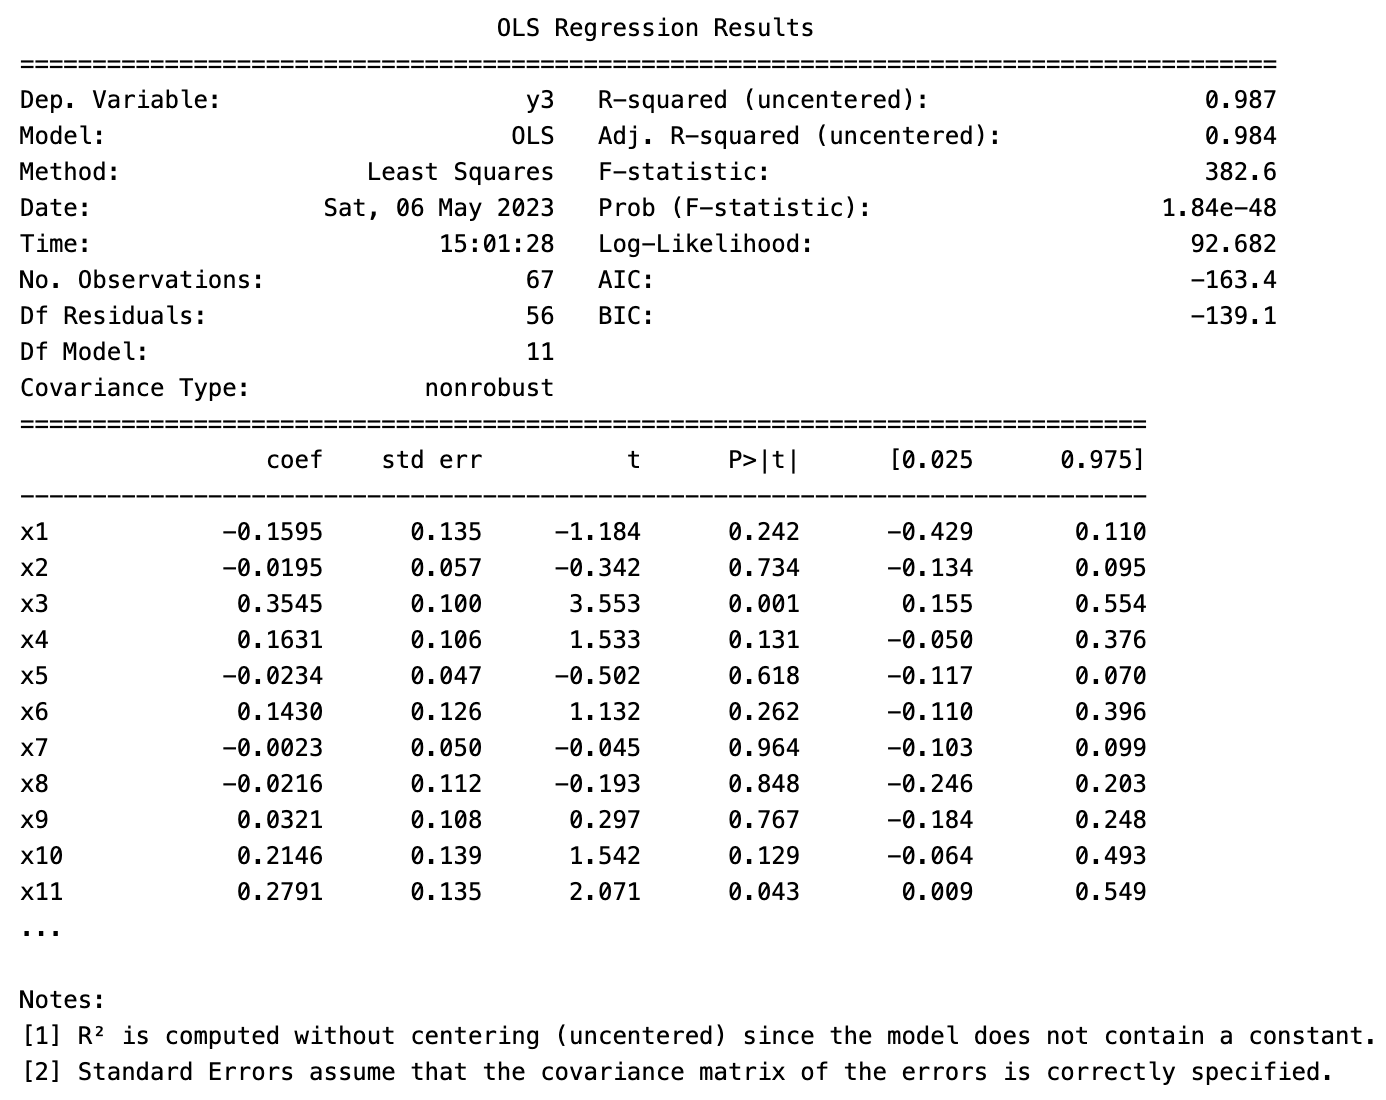 OLS Regression Results
==============================================================================
Dep. Variable: y3 R-squared (uncentered): 0.987
Model: OLS Adj. R-squared (uncentered): 0.984
Method: Least Squares F-statistic: 382.6
Date: Sat, 06 May 2023 Prob (F-statistic): 1.84e-48
Time: 15:01:28 Log-Likelihood: 92.682
No. Observations: 67 AIC: -163.4
Df Residuals: 56 BIC: -139.1
Df Model: 11
Covariance Type: nonrobust
==============================================================================
coef std err t P>|t| [0.025 0.975]
------------------------------------------------------------------------------
x1 -0.1595 0.135 -1.184 0.242 -0.429 0.110
x2 -0.0195 0.057 -0.342 0.734 -0.134 0.095
x3 0.3545 0.100 3.553 0.001 0.155 0.554
x4 0.1631 0.106 1.533 0.131 -0.050 0.376
x5 -0.0234 0.047 -0.502 0.618 -0.117 0.070
x6 0.1430 0.126 1.132 0.262 -0.110 0.396
x7 -0.0023 0.050 -0.045 0.964 -0.103 0.099
x8 -0.0216 0.112 -0.193 0.848 -0.246 0.203
x9 0.0321 0.108 0.297 0.767 -0.184 0.248
x10 0.2146 0.139 1.542 0.129 -0.064 0.493
x11 0.2791 0.135 2.071 0.043 0.009 0.549
...
Notes:
[1] R² is computed without centering (uncentered) since the model does not contain a constant.
[2] Standard Errors assume that the covariance matrix of the errors is correctly specified.